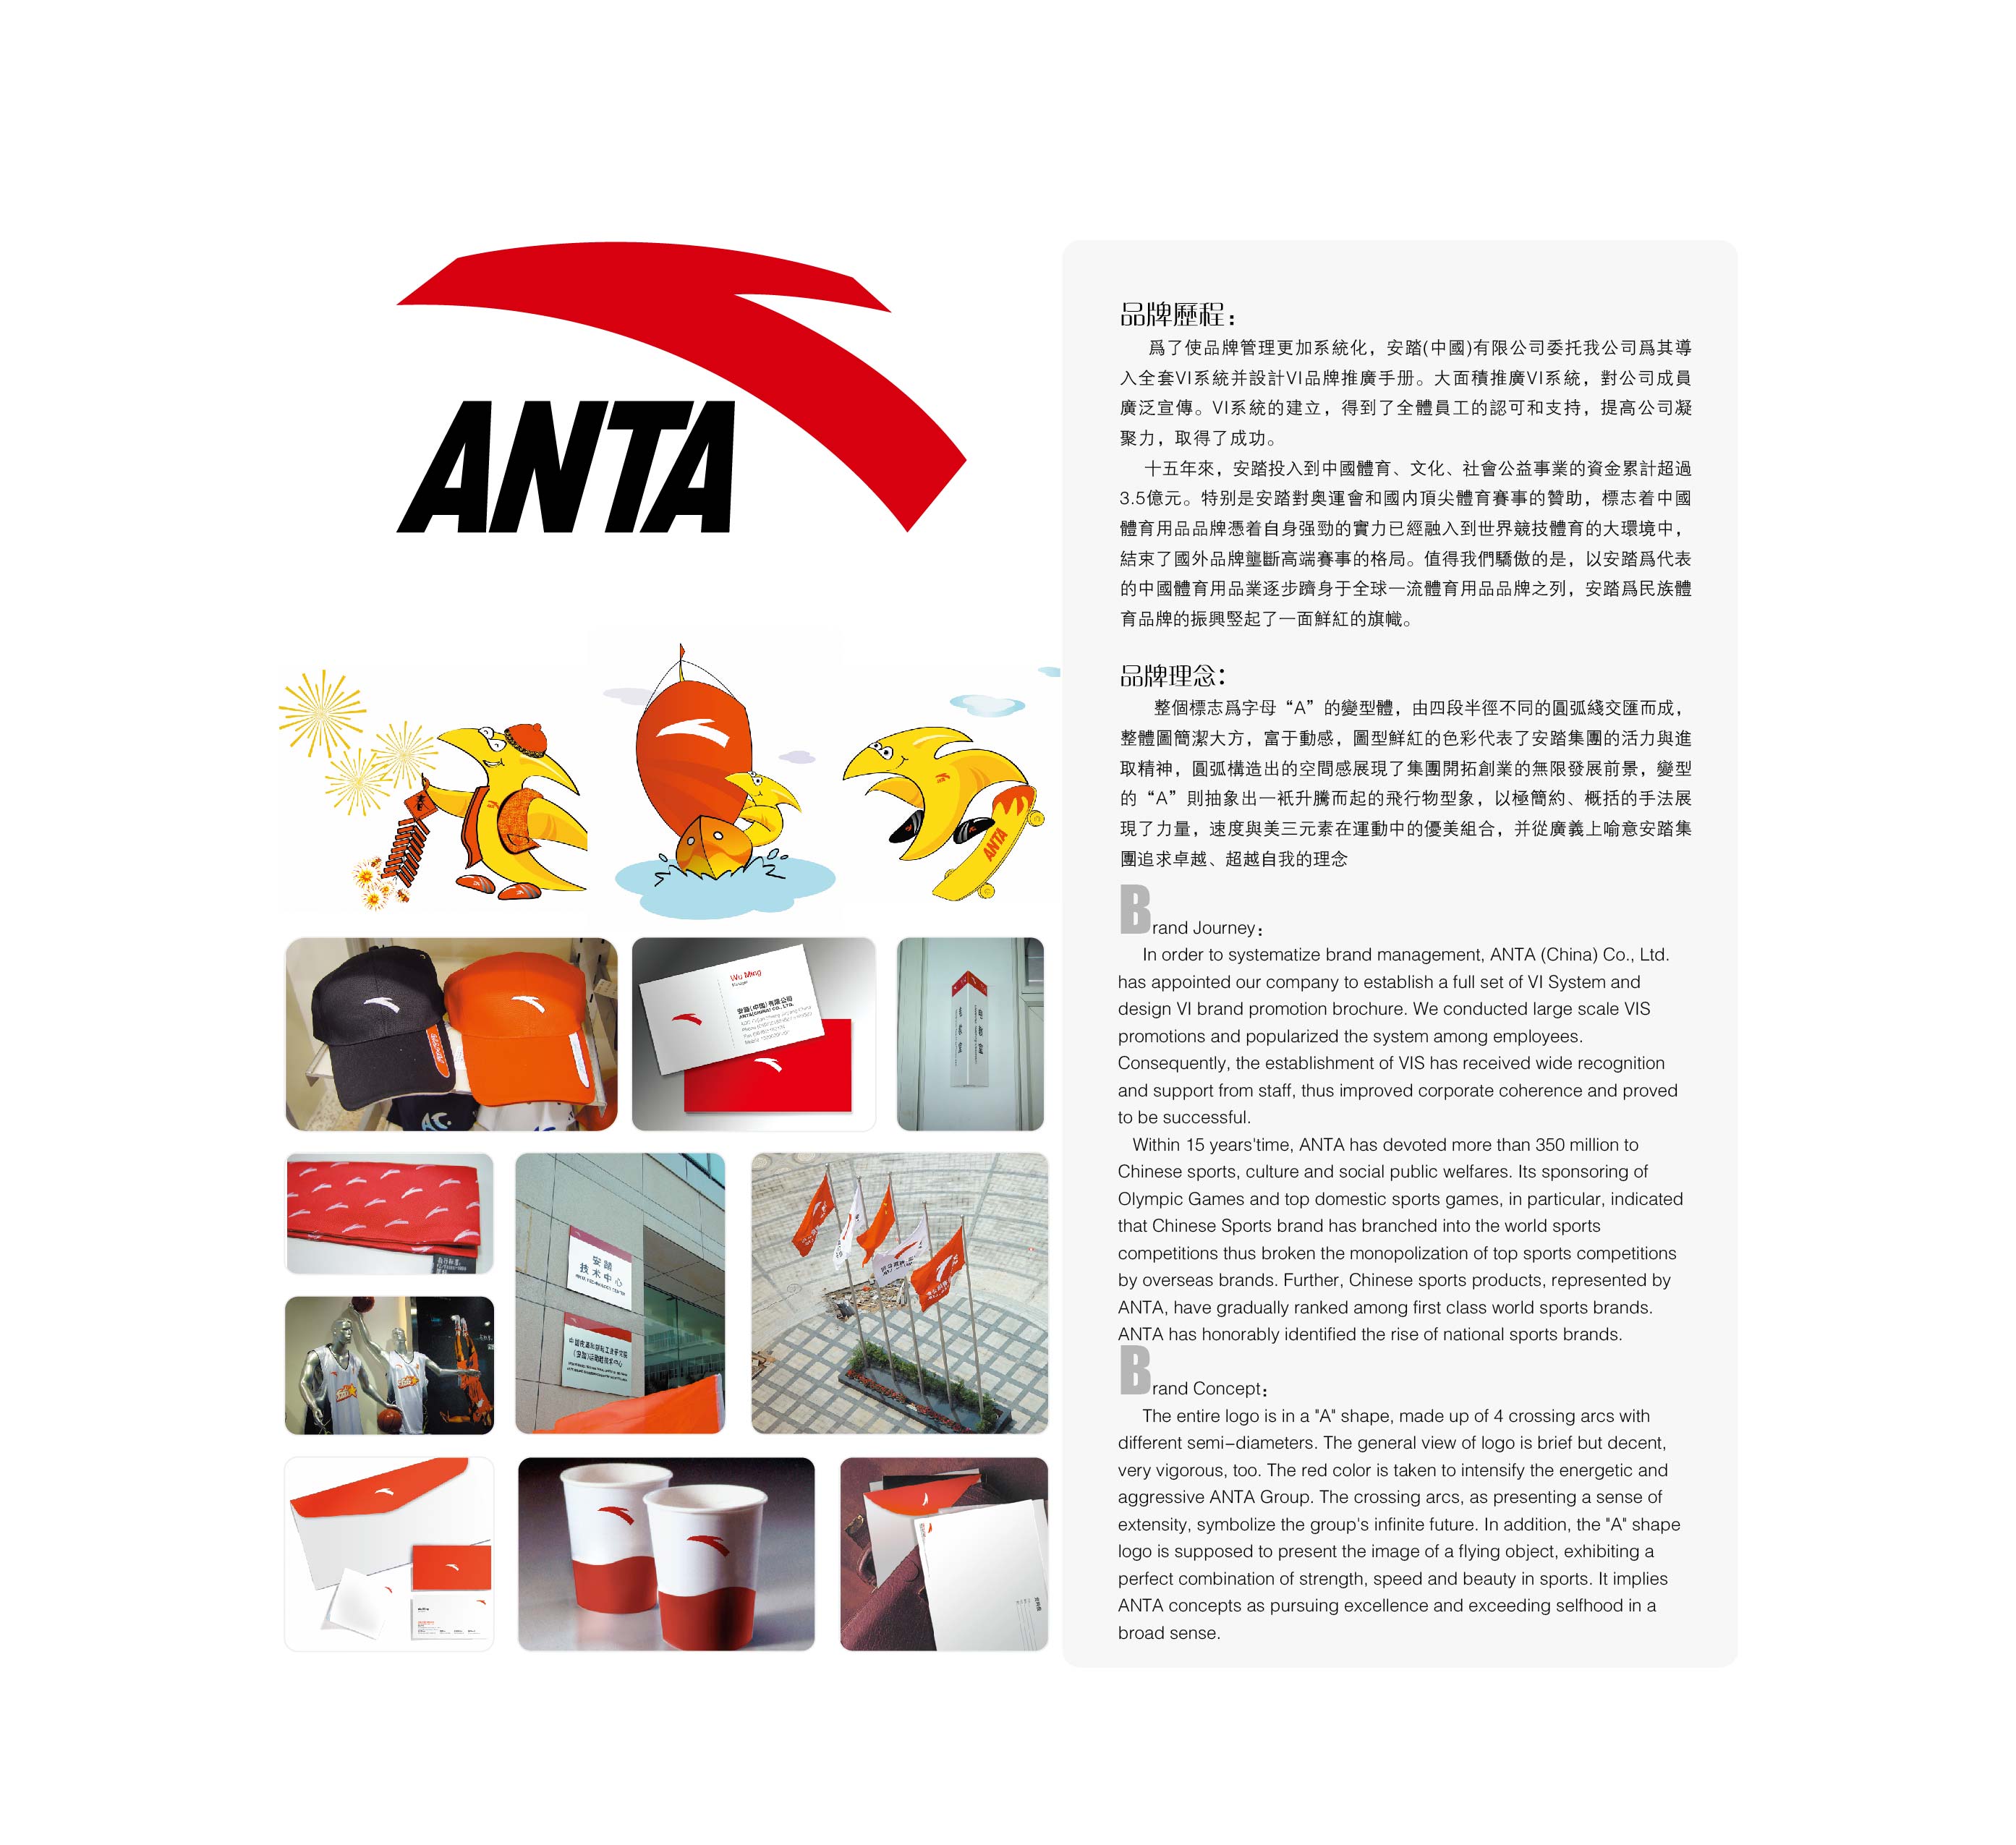 ANTA
ANTA
Wu Ming
Manager
安踏(中國)有限公司
ANTA(CHINA) CO., LTD.
AC.
安踏
技术中心
ANTA TECHNOLOGY CENTER
品牌歷程：
爲了使品牌管理更加系統化，安踏(中國)有限公司委托我公司爲其導
入全套VI系統并設計VI品牌推廣手册。大面積推廣VI系統，對公司成員
廣泛宣傳。VI系統的建立，得到了全體員工的認可和支持，提高公司凝
聚力，取得了成功。
十五年來，安踏投入到中國體育、文化、社會公益事業的資金累計超過
3.5億元。特别是安踏對奥運會和國内頂尖體育賽事的贊助，標志着中國
體育用品品牌憑着自身强勁的實力已經融入到世界競技體育的大環境中，
結束了國外品牌壟斷高端賽事的格局。值得我們驕傲的是，以安踏爲代表
的中國體育用品業逐步躋身于全球一流體育用品品牌之列，安踏爲民族體
育品牌的振興竪起了一面鮮紅的旗幟。
品牌理念：
整個標志爲字母“A”的變型體，由四段半徑不同的圓弧綫交匯而成，
整體圖簡潔大方，富于動感，圖型鮮紅的色彩代表了安踏集團的活力與進
取精神，圓弧構造出的空間感展現了集團開拓創業的無限發展前景，變型
的“A”則抽象出一衹升騰而起的飛行物型象，以極簡約、概括的手法展
現了力量，速度與美三元素在運動中的優美組合，并從廣義上喻意安踏集
團追求卓越、超越自我的理念
Brand Journey：
In order to systematize brand management, ANTA (China) Co., Ltd.
has appointed our company to establish a full set of VI System and
design VI brand promotion brochure. We conducted large scale VIS
promotions and popularized the system among employees.
Consequently, the establishment of VIS has received wide recognition
and support from staff, thus improved corporate coherence and proved
to be successful.
Within 15 years'time, ANTA has devoted more than 350 million to
Chinese sports, culture and social public welfares. Its sponsoring of
Olympic Games and top domestic sports games, in particular, indicated
that Chinese Sports brand has branched into the world sports
competitions thus broken the monopolization of top sports competitions
by overseas brands. Further, Chinese sports products, represented by
ANTA, have gradually ranked among first class world sports brands.
ANTA has honorably identified the rise of national sports brands.
Brand Concept：
The entire logo is in a "A" shape, made up of 4 crossing arcs with
different semi-diameters. The general view of logo is brief but decent,
very vigorous, too. The red color is taken to intensify the energetic and
aggressive ANTA Group. The crossing arcs, as presenting a sense of
extensity, symbolize the group's infinite future. In addition, the "A" shape
logo is supposed to present the image of a flying object, exhibiting a
perfect combination of strength, speed and beauty in sports. It implies
ANTA concepts as pursuing excellence and exceeding selfhood in a
broad sense.